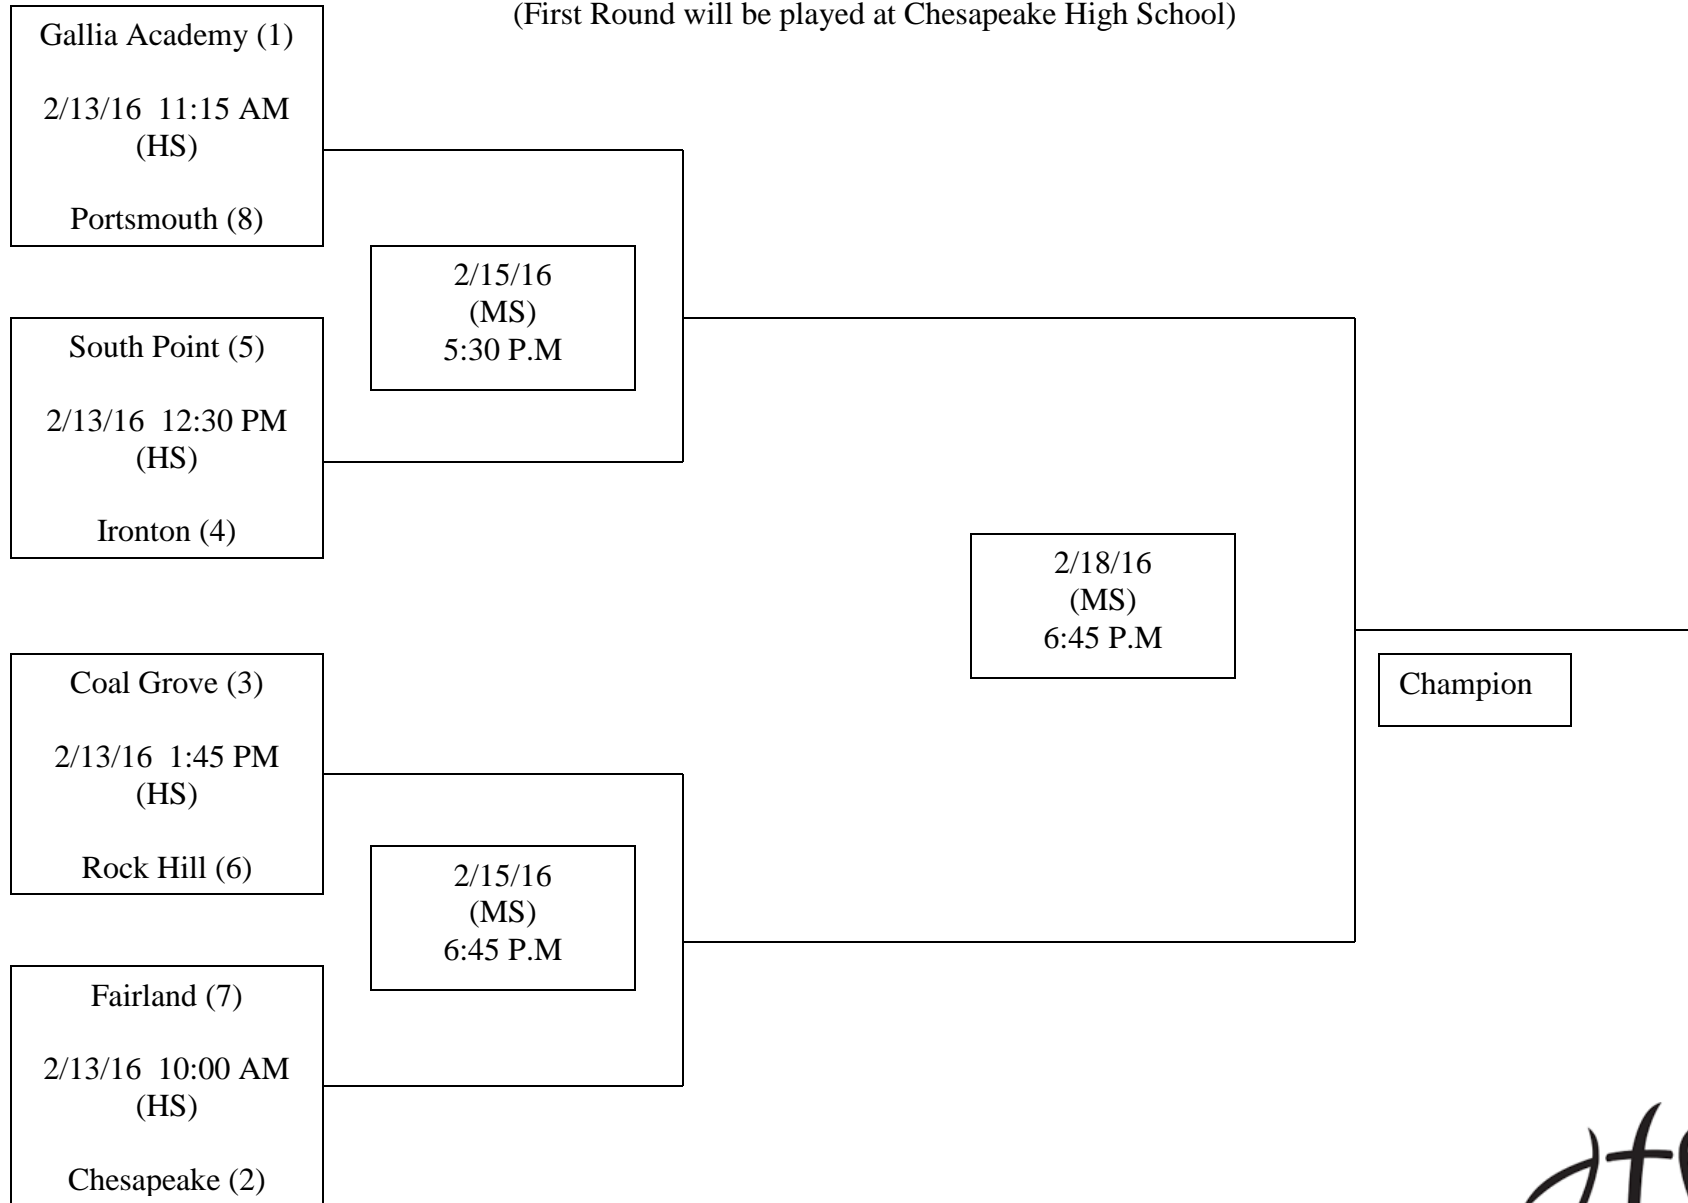 (First Round will be played at Chesapeake High School)
Gallia Academy (1)
2/13/16 11:15 AM
(HS)
Portsmouth (8)
2/15/16
(MS)
5:30 P.M
South Point (5)
2/13/16 12:30 PM
(HS)
Ironton (4)
2/18/16
(MS)
6:45 P.M
Champion
Coal Grove (3)
2/13/16 1:45 PM
(HS)
Rock Hill (6)
2/15/16
(MS)
6:45 P.M
Fairland (7)
2/13/16 10:00 AM
(HS)
Chesapeake (2)